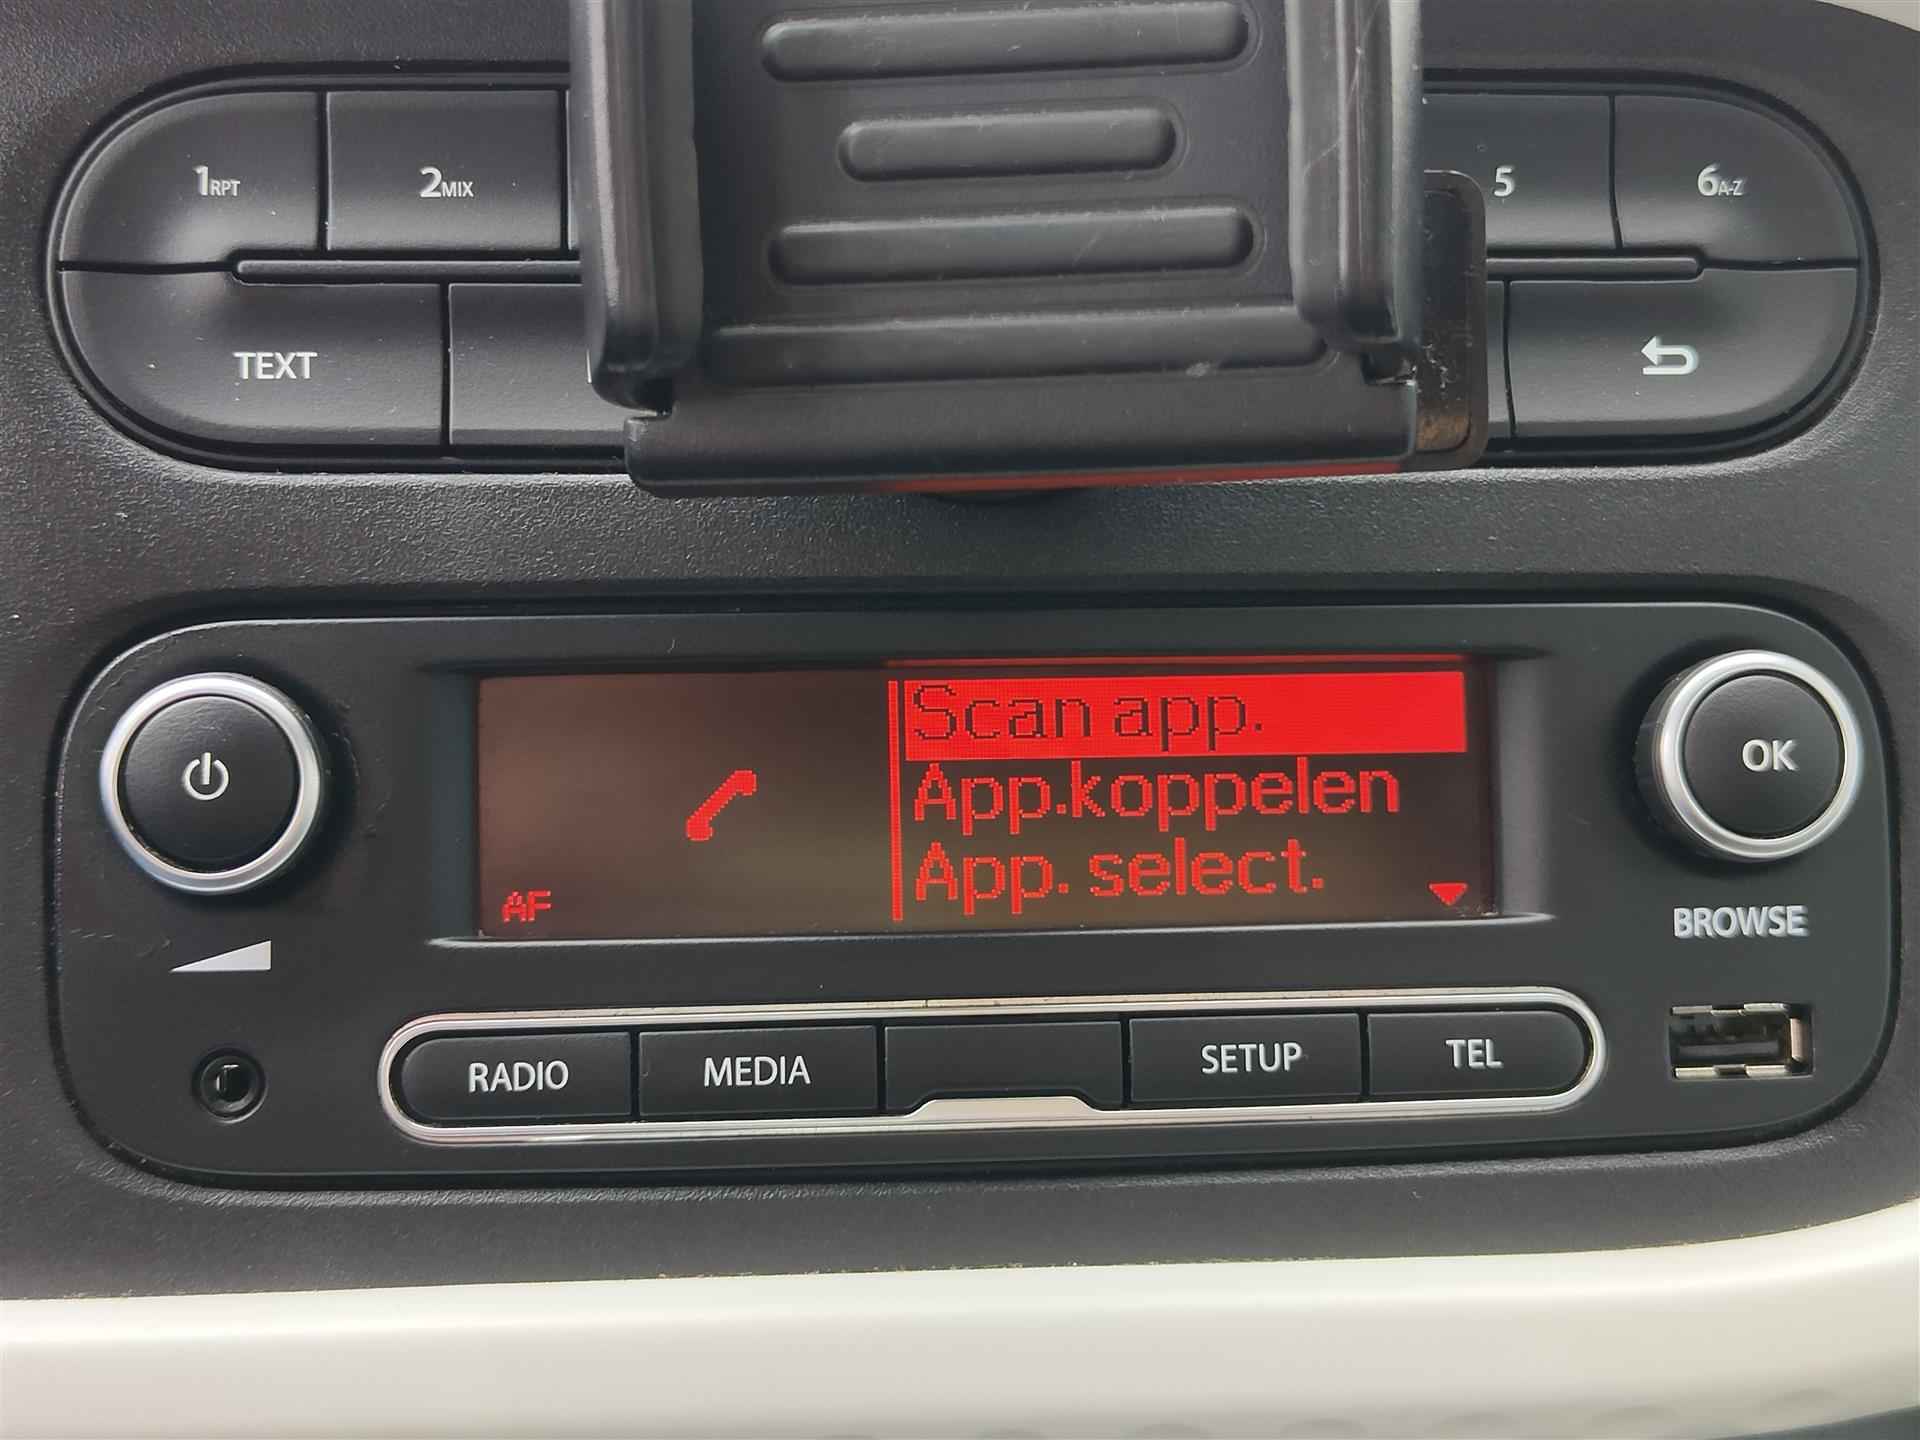 1RPT
2MIX
5
6A-Z
TEXT
Scan app.
App.koppelen
App. select.
AF
OK
BROWSE
RADIO
MEDIA
SETUP
TEL